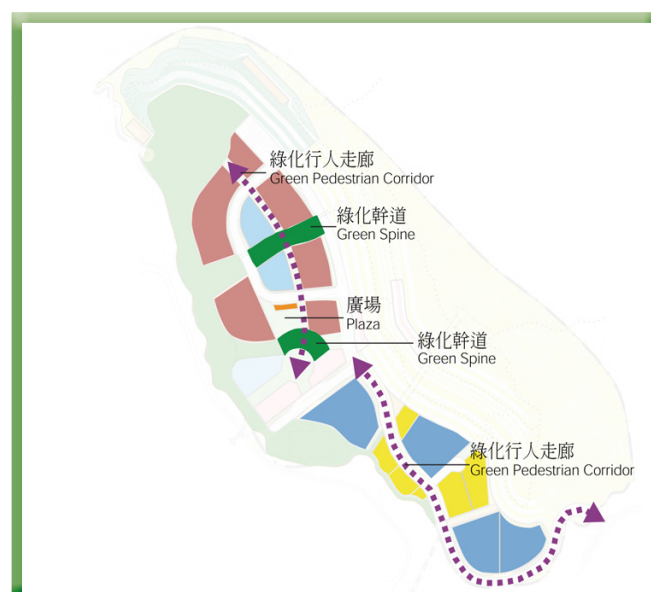 綠化行人走廊
Green Pedestrian Corridor
綠化幹道
Green Spine
廣場
Plaza
綠化幹道
Green Spine
綠化行人走廊
Green Pedestrian Corridor